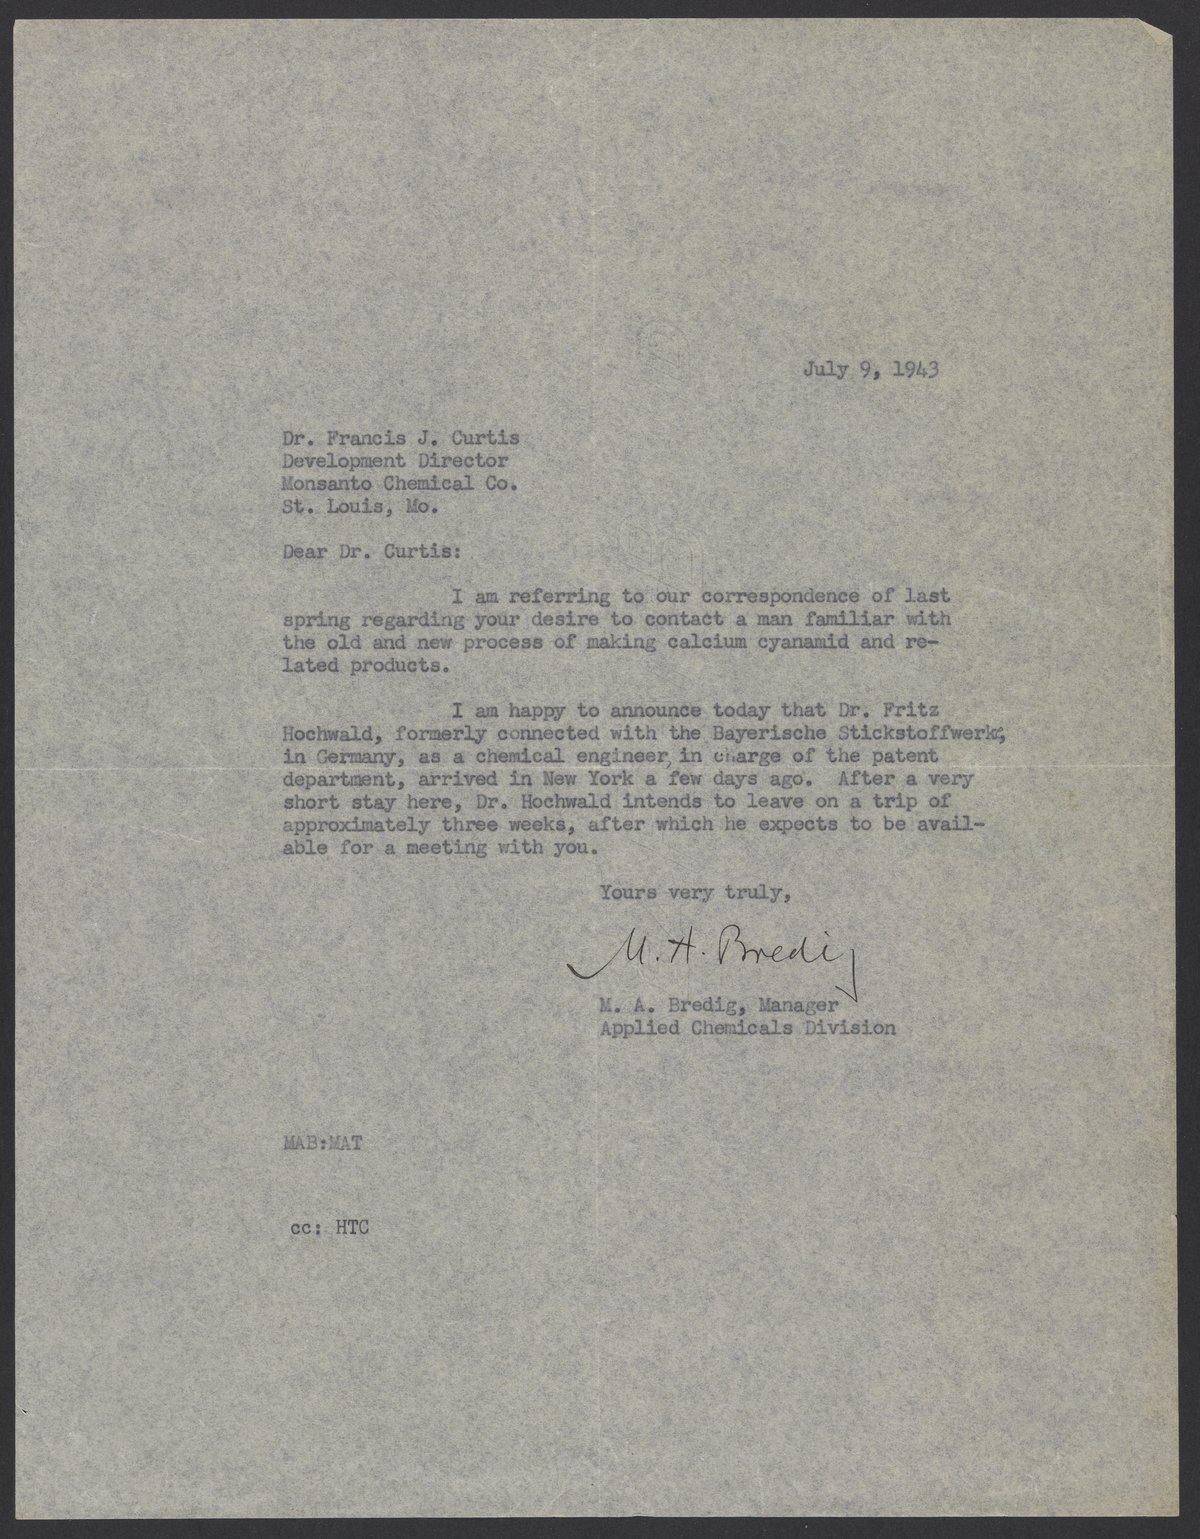 July 9, 1943
Dr. Francis J. Curtis
Development Director
Monsanto Chemical Co.
St. Louis, Mo.
Dear Dr. Curtis:
I am referring to our correspondence of last
spring regarding your desire to contact a man familiar with
the old and new process of making calcium cyanamid and re-
lated products.
I am happy to announce today that Dr. Fritz
Hochwald, formerly connected with the Bayerische Stickstoffwerke,
in Germany, as a chemical engineer, in charge of the patent
department, arrived in New York a few days ago. After a very
short stay here, Dr. Hochwald intends to leave on a trip of
approximately three weeks, after which he expects to be avail-
able for a meeting with you.
Yours very truly,
M. A. Bredig
M. A. Bredig, Manager
Applied Chemicals Division
MAB:MAT
cc: HTC